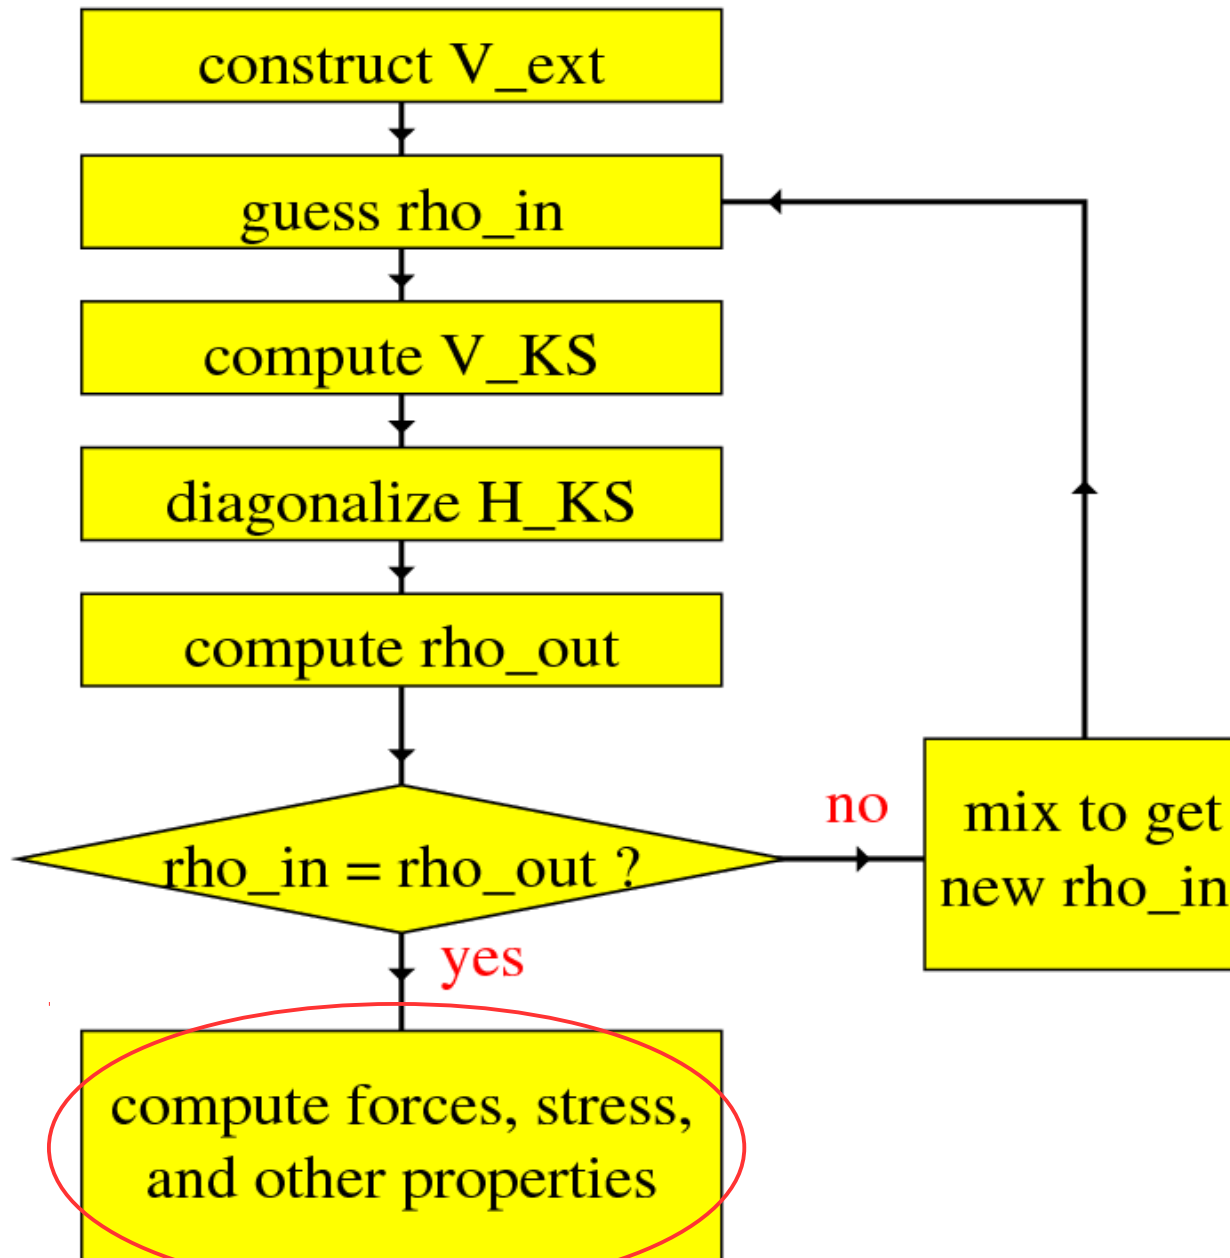 construct V_ext
guess rho_in
compute V_KS
diagonalize H_KS
compute rho_out
rho_in = rho_out ?
no
mix to get
new rho_in
yes
compute forces, stress,
and other properties